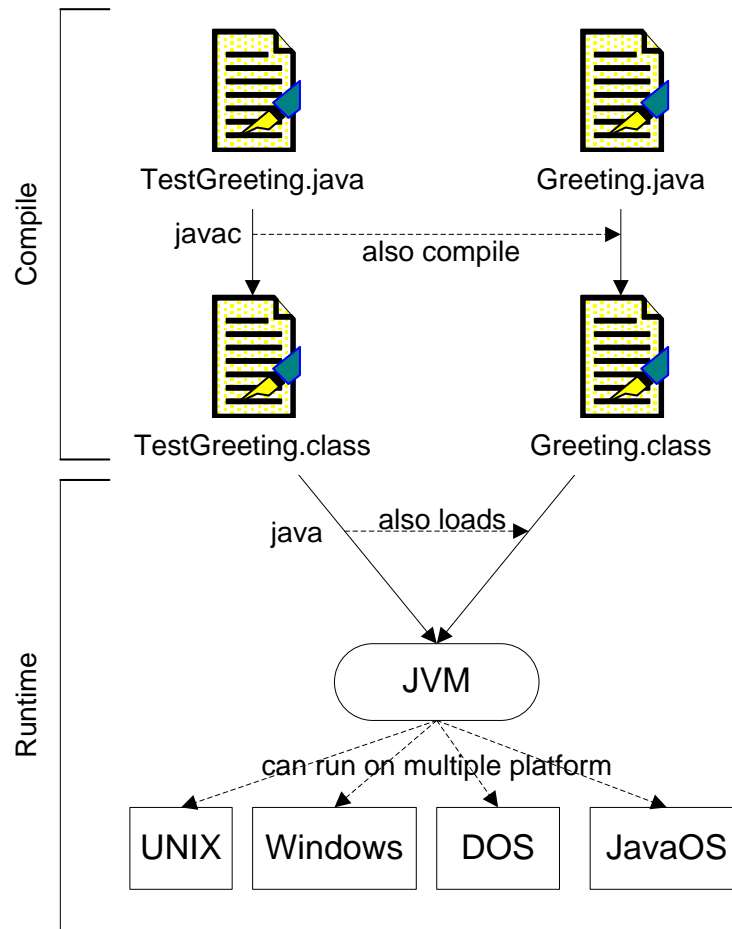 Compile
TestGreeting.java
Greeting.java
javac
also compile
TestGreeting.class
Greeting.class
Runtime
java
also loads
JVM
can run on multiple platform
UNIX
Windows
DOS
JavaOS